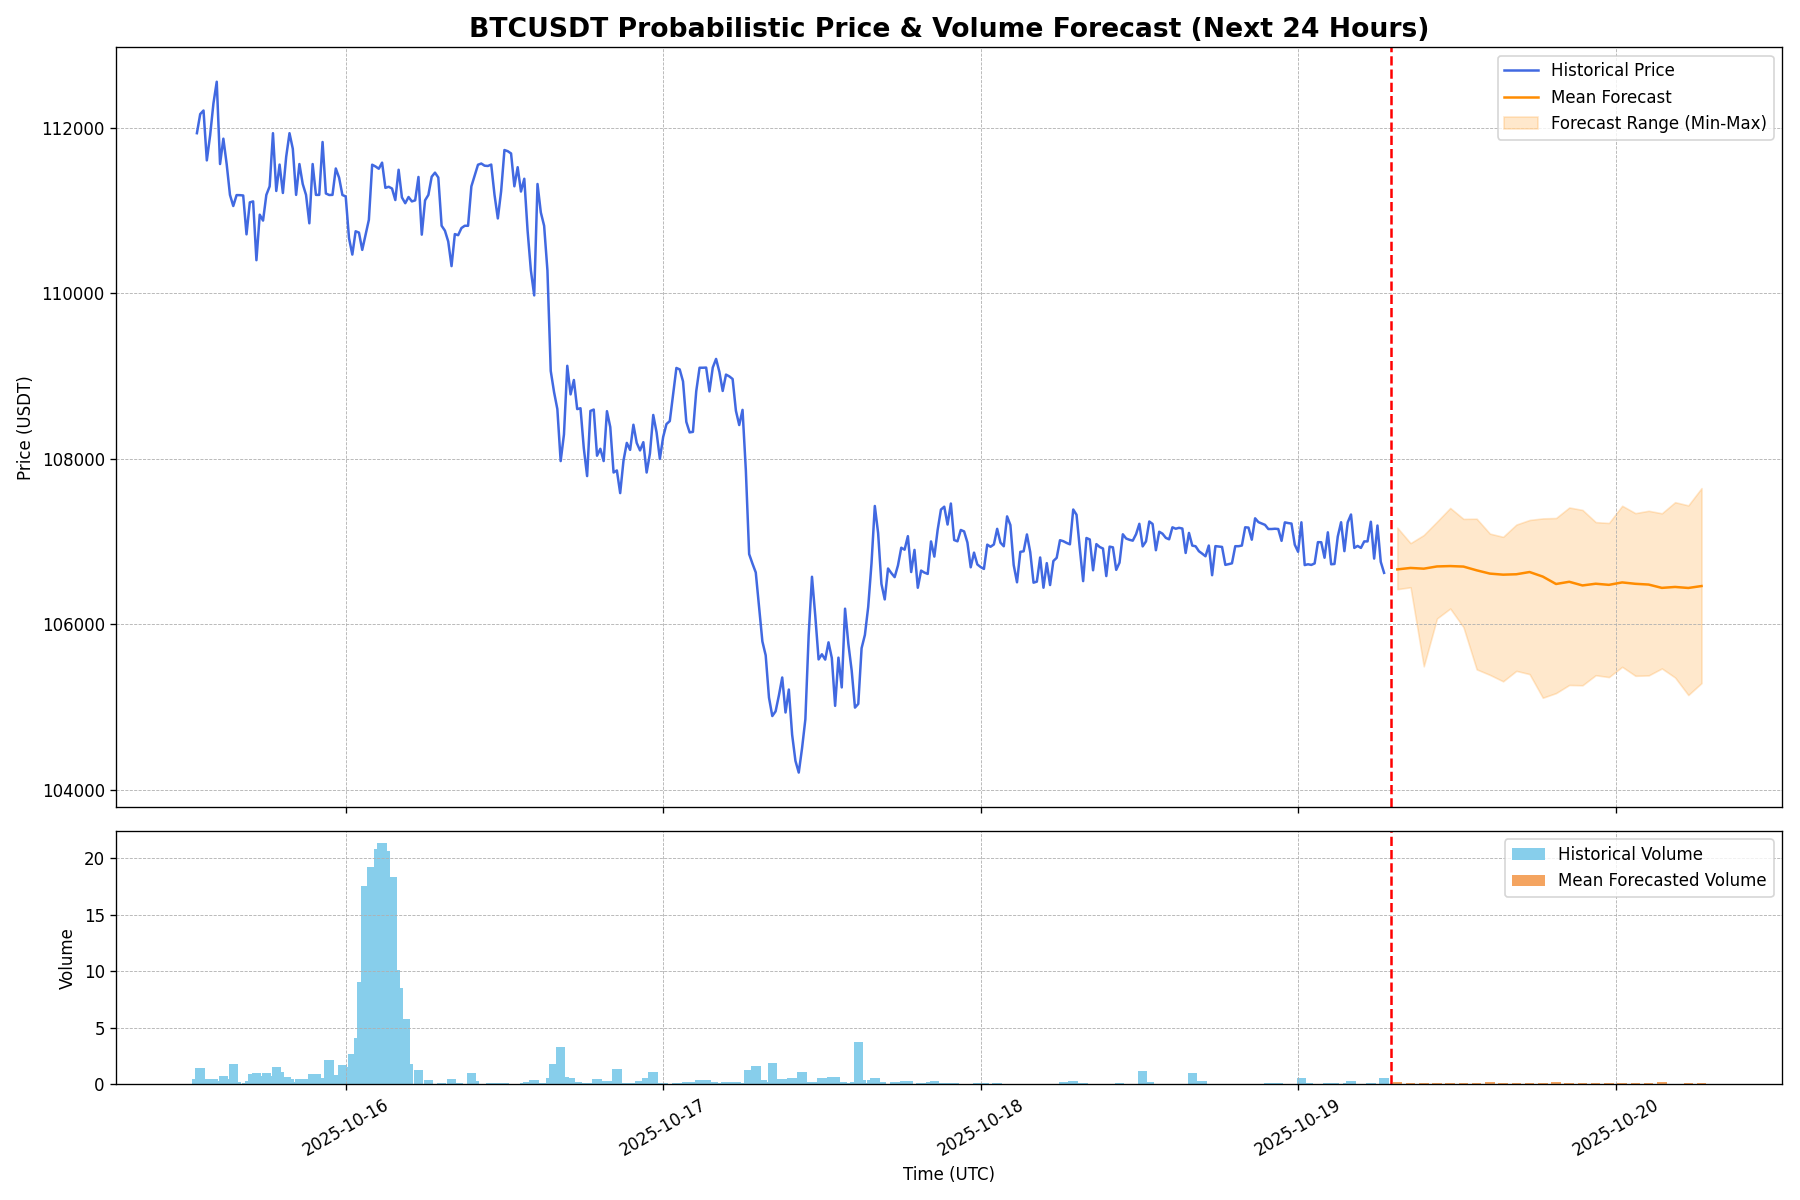 BTCUSDT Probabilistic Price & Volume Forecast (Next 24 Hours)
Historical Price
Mean Forecast
Forecast Range (Min-Max)
Price (USDT)
112000
110000
108000
106000
104000
Historical Volume
Mean Forecasted Volume
Volume
20
15
10
5
0
2025-10-16
2025-10-17
2025-10-18
2025-10-19
2025-10-20
Time (UTC)